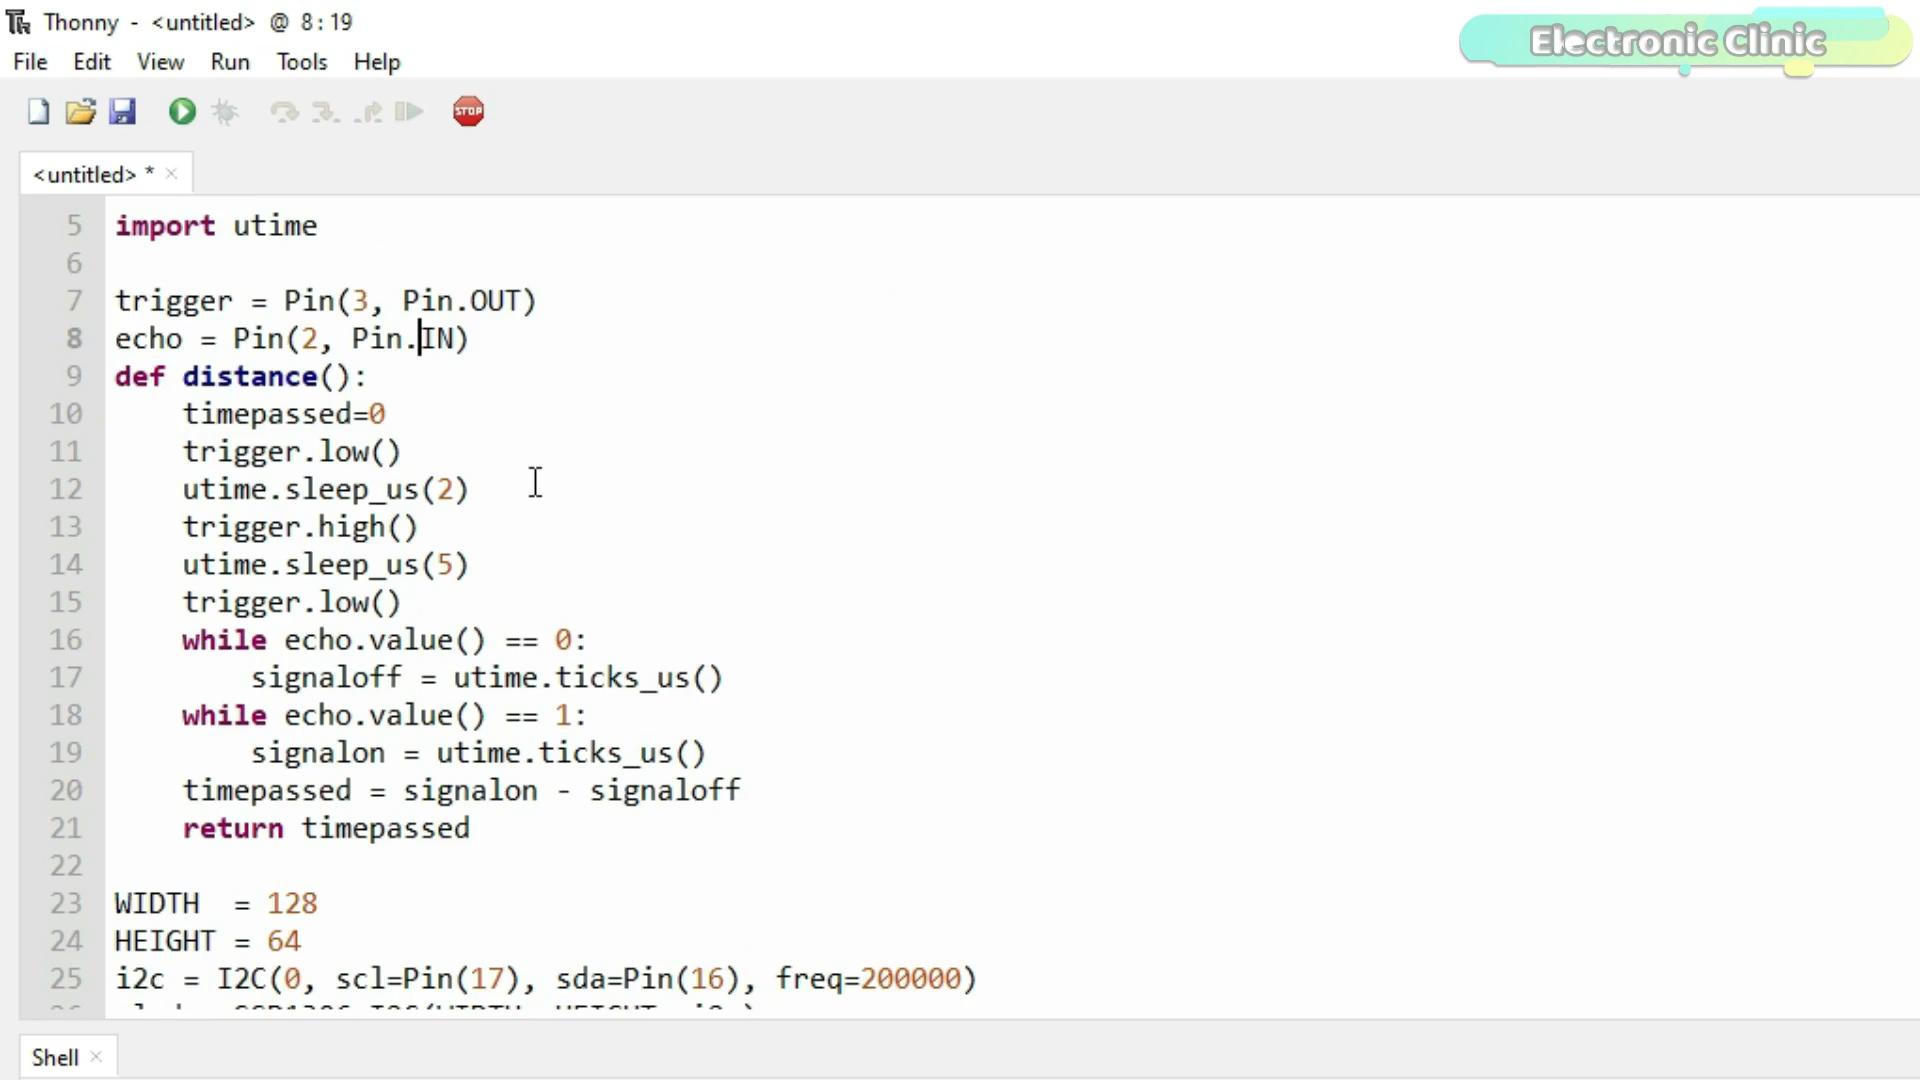 Thonny - <untitled> @ 8:19
Electronic Clinic
File Edit View Run Tools Help
STOP
<untitled> *
5 import utime
6
7 trigger = Pin(3, Pin.OUT)
8 echo = Pin(2, Pin.IN)
9 def distance():
10     timepassed=0
11     trigger.low()
12     utime.sleep_us(2)
13     trigger.high()
14     utime.sleep_us(5)
15     trigger.low()
16     while echo.value() == 0:
17         signaloff = utime.ticks_us()
18     while echo.value() == 1:
19         signalon = utime.ticks_us()
20     timepassed = signalon - signaloff
21     return timepassed
22
23 WIDTH  = 128
24 HEIGHT = 64
25 i2c = I2C(0, scl=Pin(17), sda=Pin(16), freq=200000)
Shell